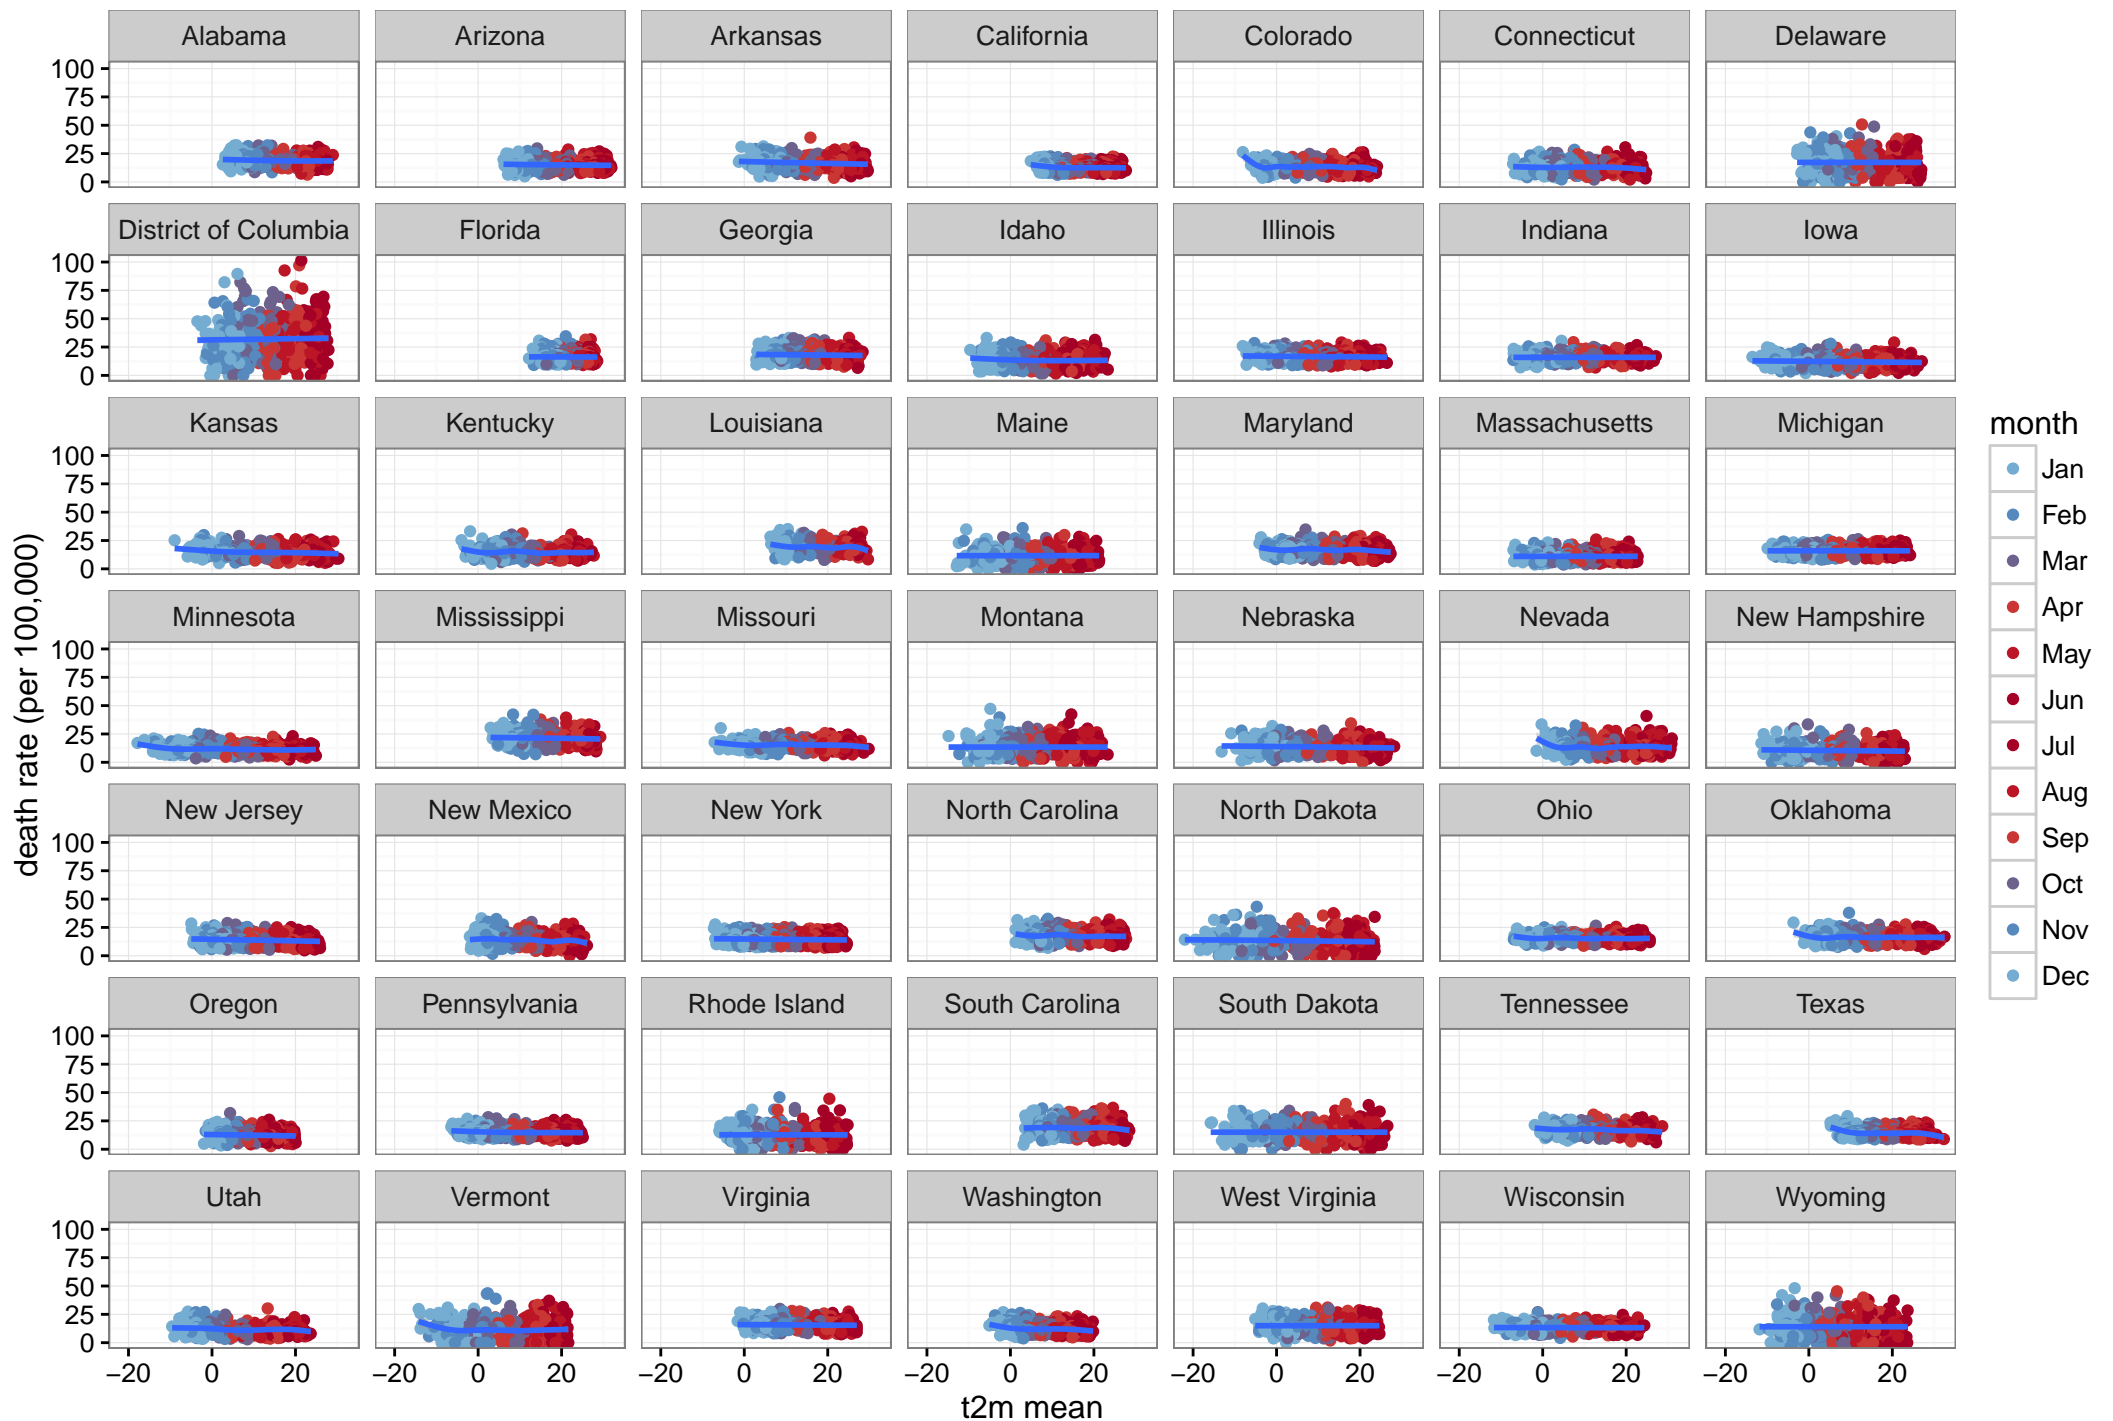 Alabama Arizona Arkansas California Colorado Connecticut Delaware
100
75
50
25
0
District of Columbia Florida Georgia Idaho Illinois Indiana Iowa
100
75
50
25
0
Kansas Kentucky Louisiana Maine Maryland Massachusetts Michigan
100
75
50
25
0
Minnesota Mississippi Missouri Montana Nebraska Nevada New Hampshire
100
75
50
25
0
New Jersey New Mexico New York North Carolina North Dakota Ohio Oklahoma
100
75
50
25
0
Oregon Pennsylvania Rhode Island South Carolina South Dakota Tennessee Texas
100
75
50
25
0
Utah Vermont Virginia Washington West Virginia Wisconsin Wyoming
100
75
50
25
0
−20 0 20 −20 0 20 −20 0 20 −20 0 20 −20 0 20 −20 0 20 −20 0 20
t2m mean
death rate (per 100,000)
month
Jan
Feb
Mar
Apr
May
Jun
Jul
Aug
Sep
Oct
Nov
Dec